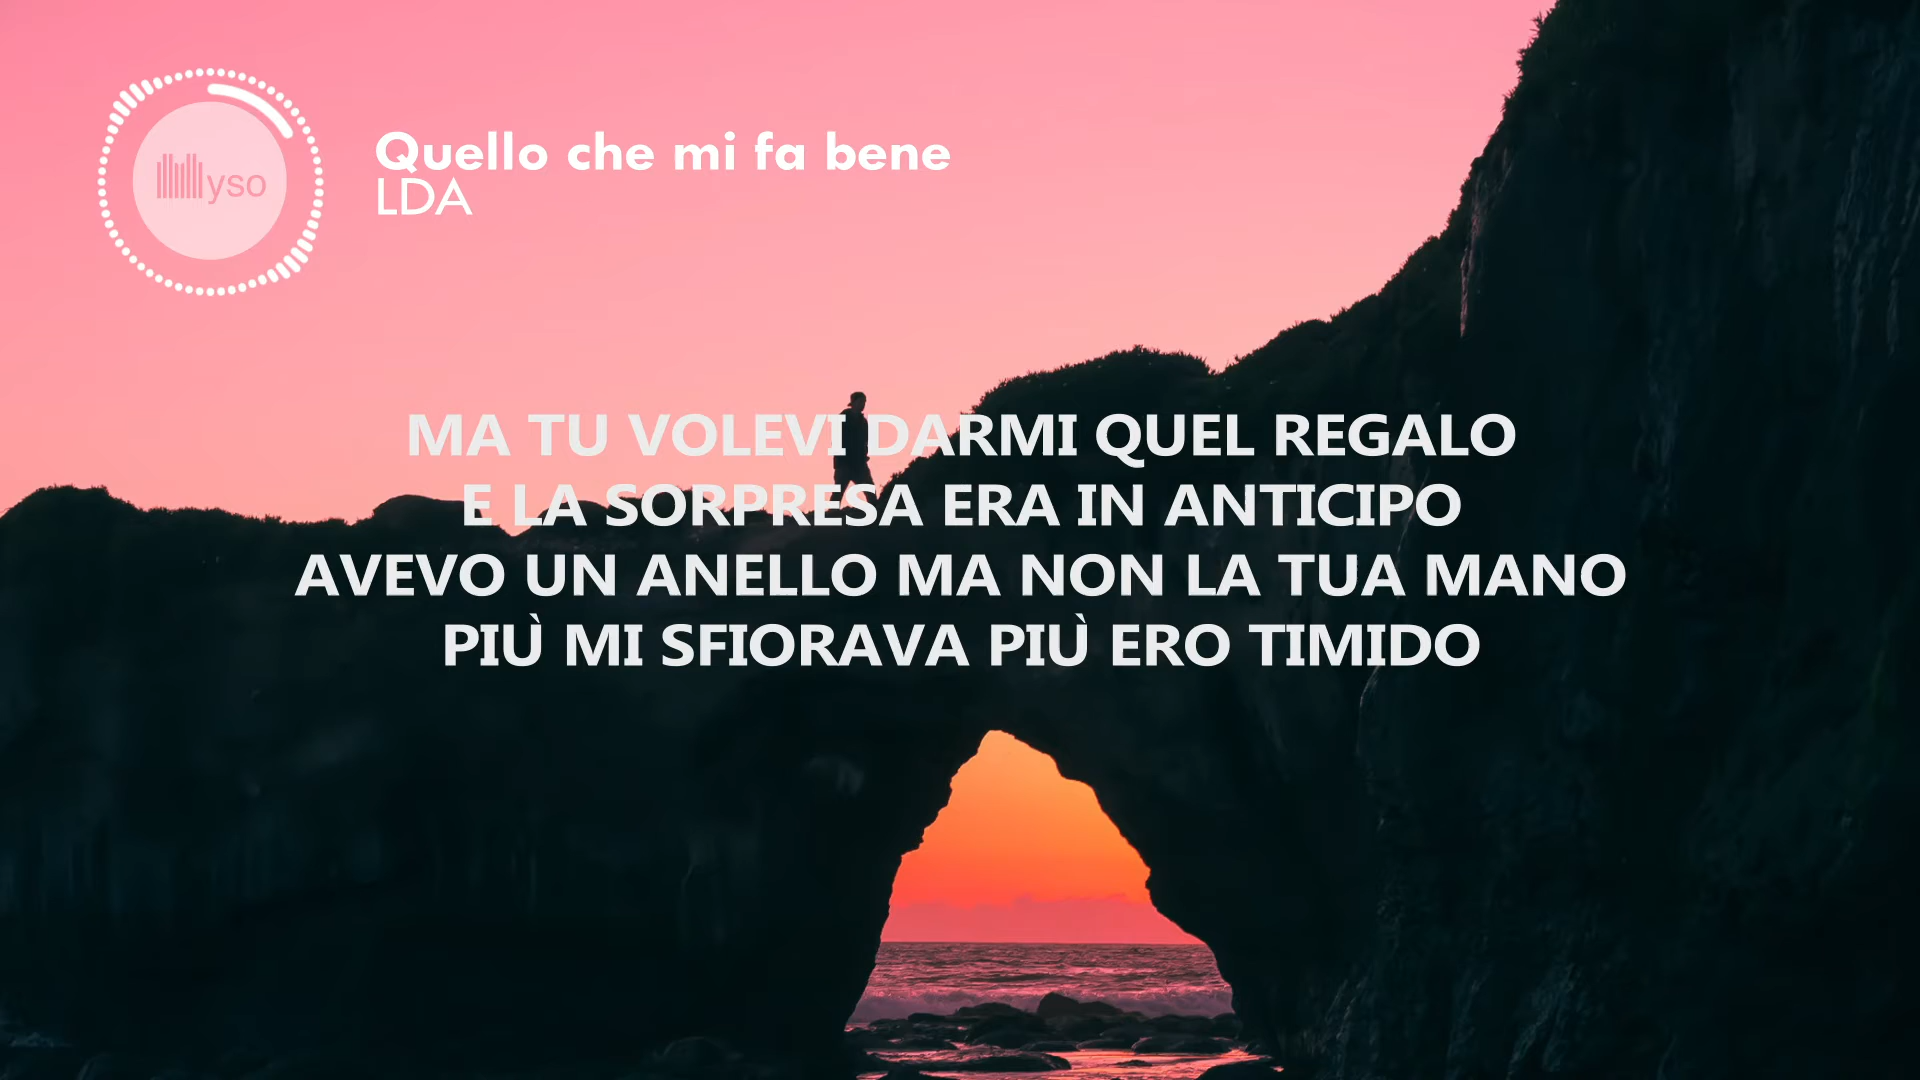 yso
Quello che mi fa bene
LDA
MA TU VOLEVI DARMI QUEL REGALO
E LA SORPRESA ERA IN ANTICIPO
AVEVO UN ANELLO MA NON LA TUA MANO
PIÙ MI SFIORAVA PIÙ ERO TIMIDO